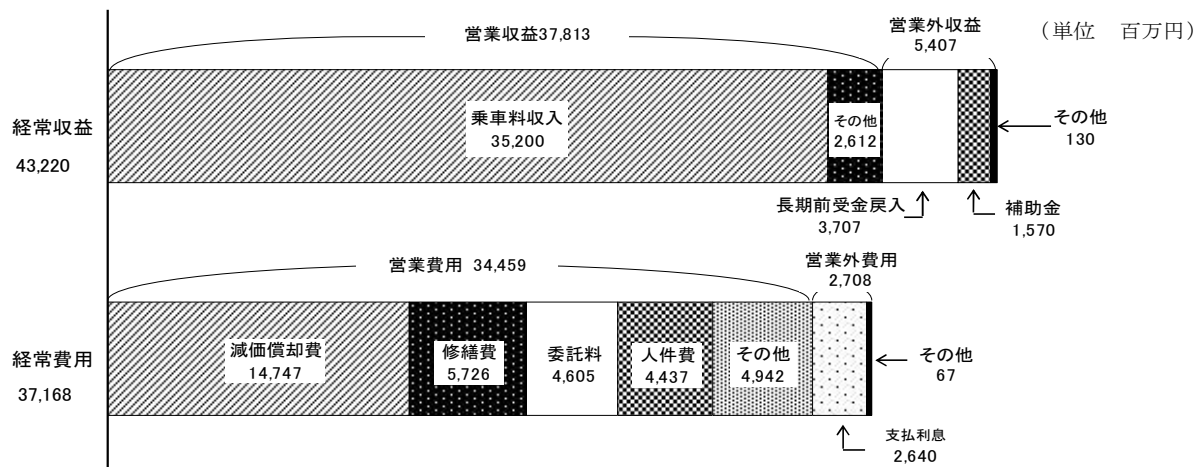 （単位　百万円）
営業収益37,813
営業外収益
5,407
経常収益
43,220
乗車料収入
35,200
その他
2,612
その他
130
長期前受金戻入
3,707
補助金
1,570
営業費用 34,459
営業外費用
2,708
経常費用
37,168
減価償却費
14,747
修繕費
5,726
委託料
4,605
人件費
4,437
その他
4,942
その他
67
支払利息
2,640